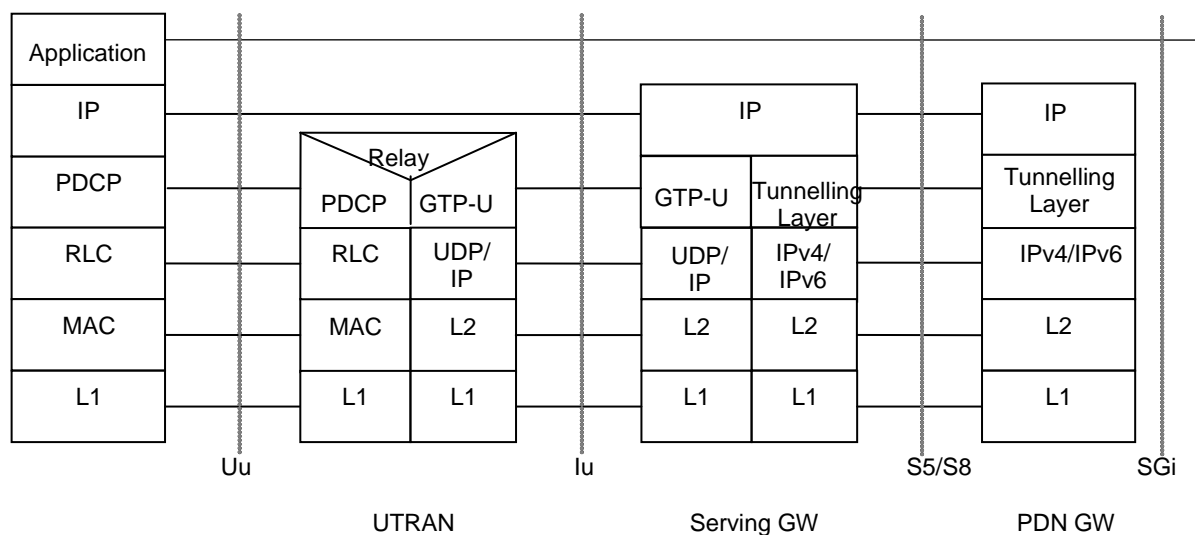 Application
IP
IP
IP
Relay
PDCP
PDCP
GTP-U
GTP-U
Tunnelling
Layer
Tunnelling
Layer
RLC
RLC
UDP/
IP
UDP/
IP
IPv4/
IPv6
IPv4/IPv6
MAC
MAC
L2
L2
L2
L2
L1
L1
L1
L1
L1
L1
Uu
Iu
S5/S8
SGi
UTRAN
Serving GW
PDN GW